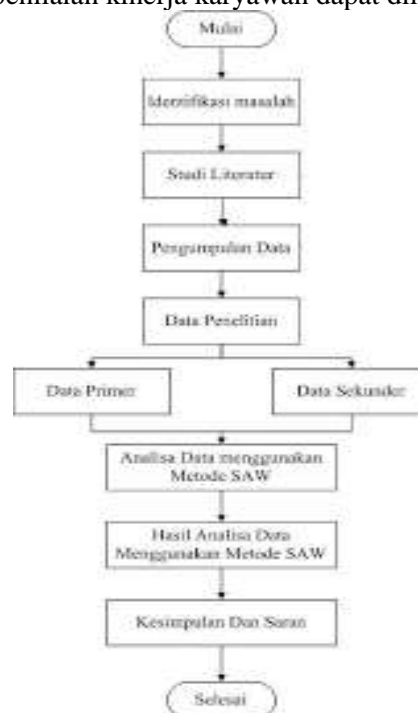 penilaian kinerja karyawan dapat
Mulai
Identifikasi masalah
Studi Literatur
Pengumpulan Data
Data Penelitian
Data Primer
Data Sekunder
Analisa Data menggunakan
Metode SAW
Hasil Analisa Data
Menggunakan Metode SAW
Kesimpulan Dan Saran
Selesai